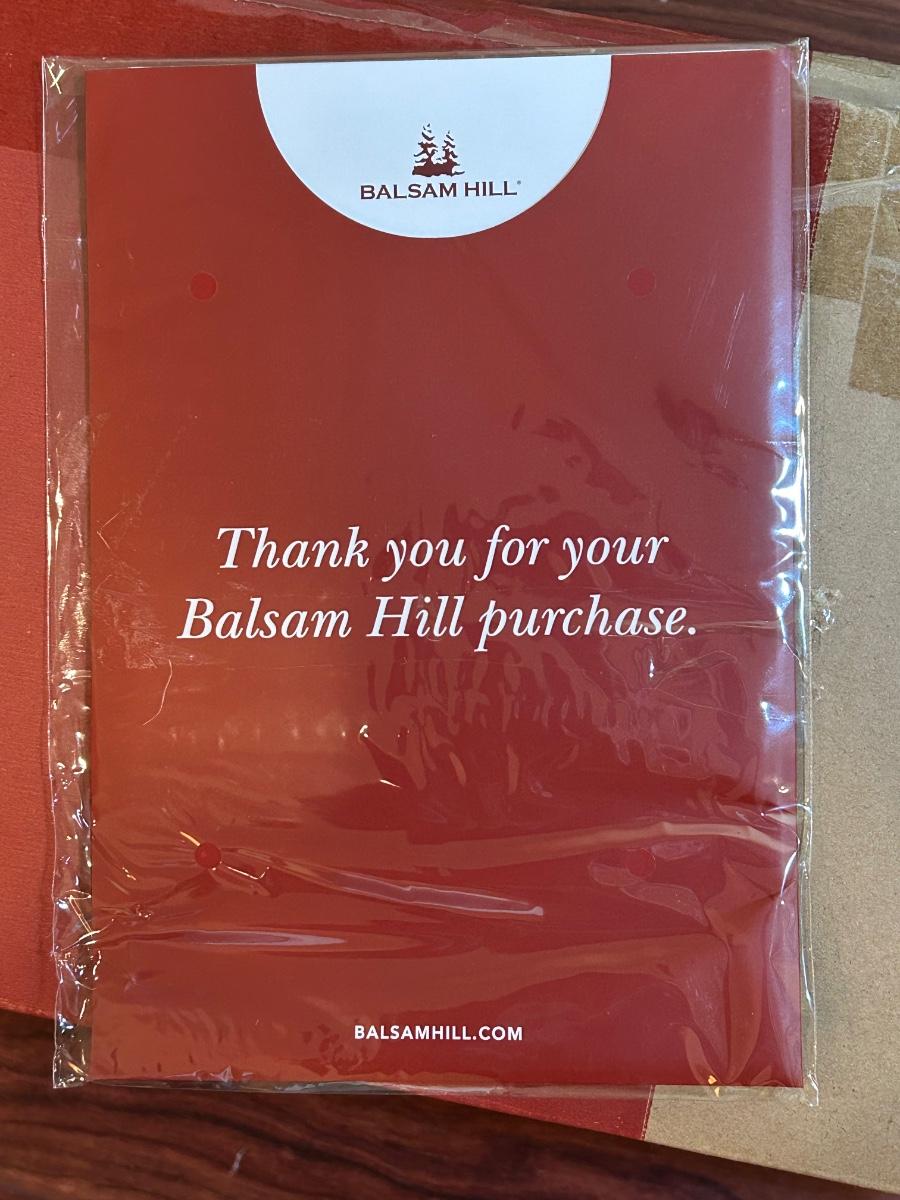 BALSAM HILL®
Thank you for your
Balsam Hill purchase.
BALSAMHILL.COM